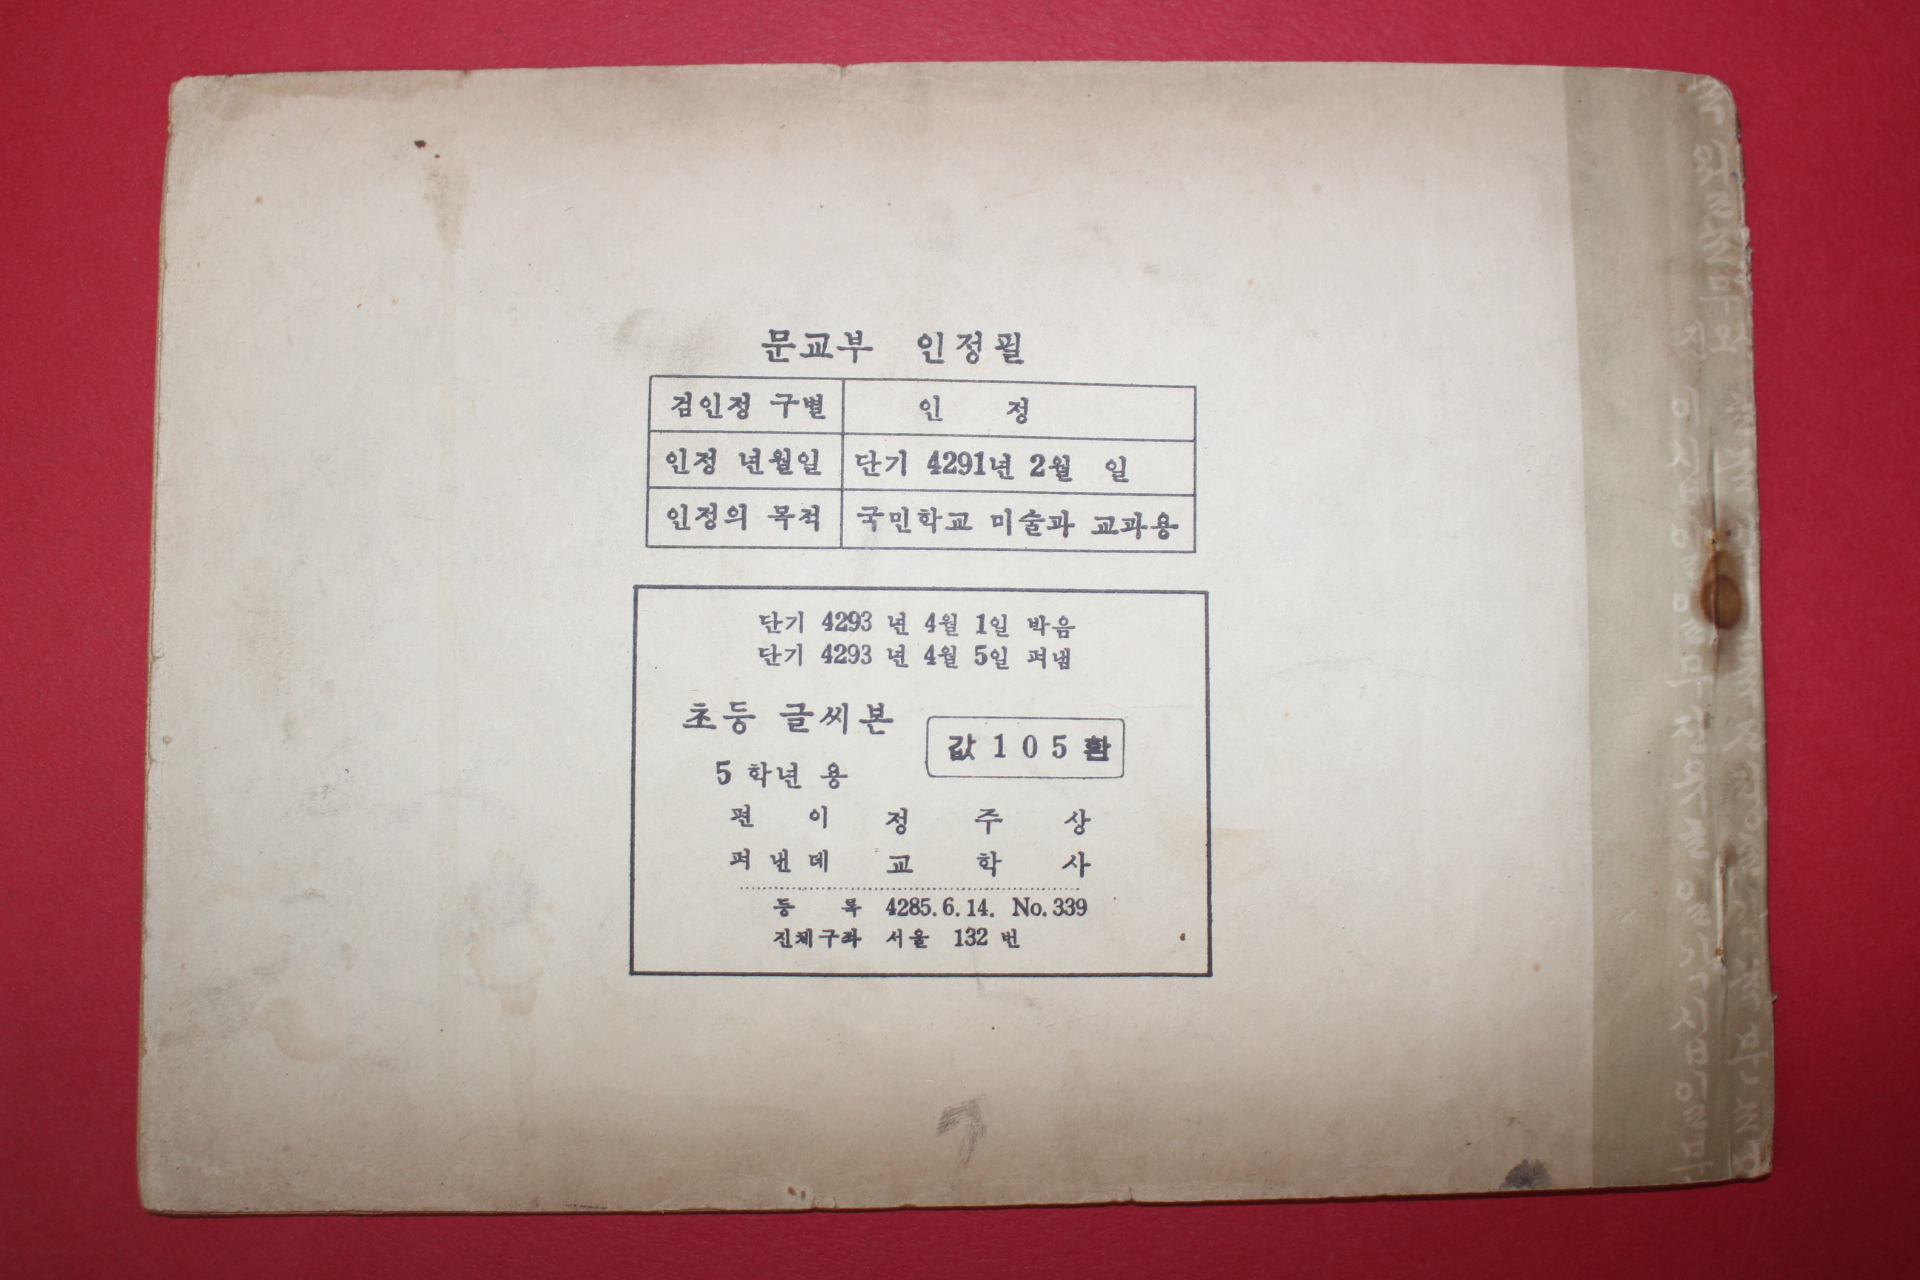 문교부 인정필
검인정 구별 인 정
인정 년월일 단기 4291년 2월 일
인정의 목적 국민학교 미술과 교과용
단기 4293 년 4월 1일 박음
단기 4293 년 4월 5일 펴냄
초등 글씨본
값 1 0 5 환
5 학년 용
편 이 정 주 상
펴 낸 데 교 학 사
등 록 4285. 6. 14. No. 339
진체구좌 서울 132 번